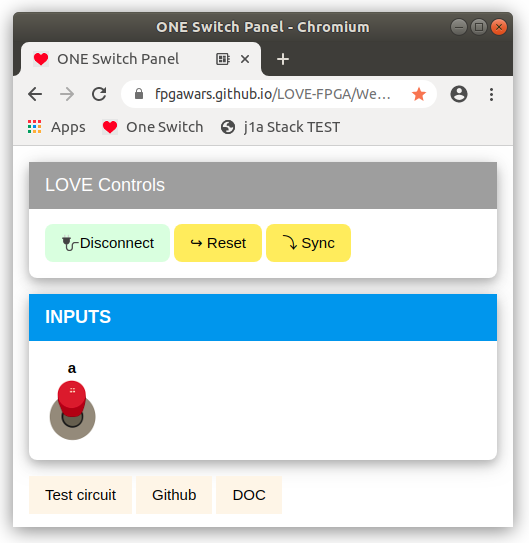 ONE Switch Panel - Chromium
ONE Switch Panel
fpgawars.github.io/LOVE-FPGA/We...
Apps One Switch j1a Stack TEST
LOVE Controls
Disconnect ↪ Reset ⤵ Sync
INPUTS
a
Test circuit Github DOC